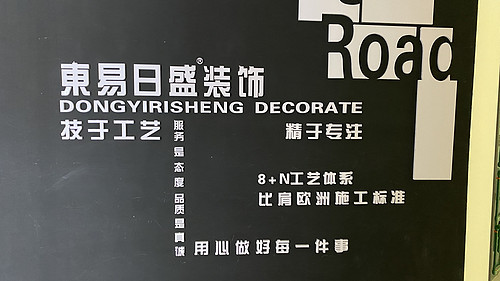 Road
東易日盛®装饰
DONGYIRISHENG DECORATE
技于工艺 精于专注
服务是态度 品质是真诚
8+N工艺体系
比肩欧洲施工标准
用心做好每一件事